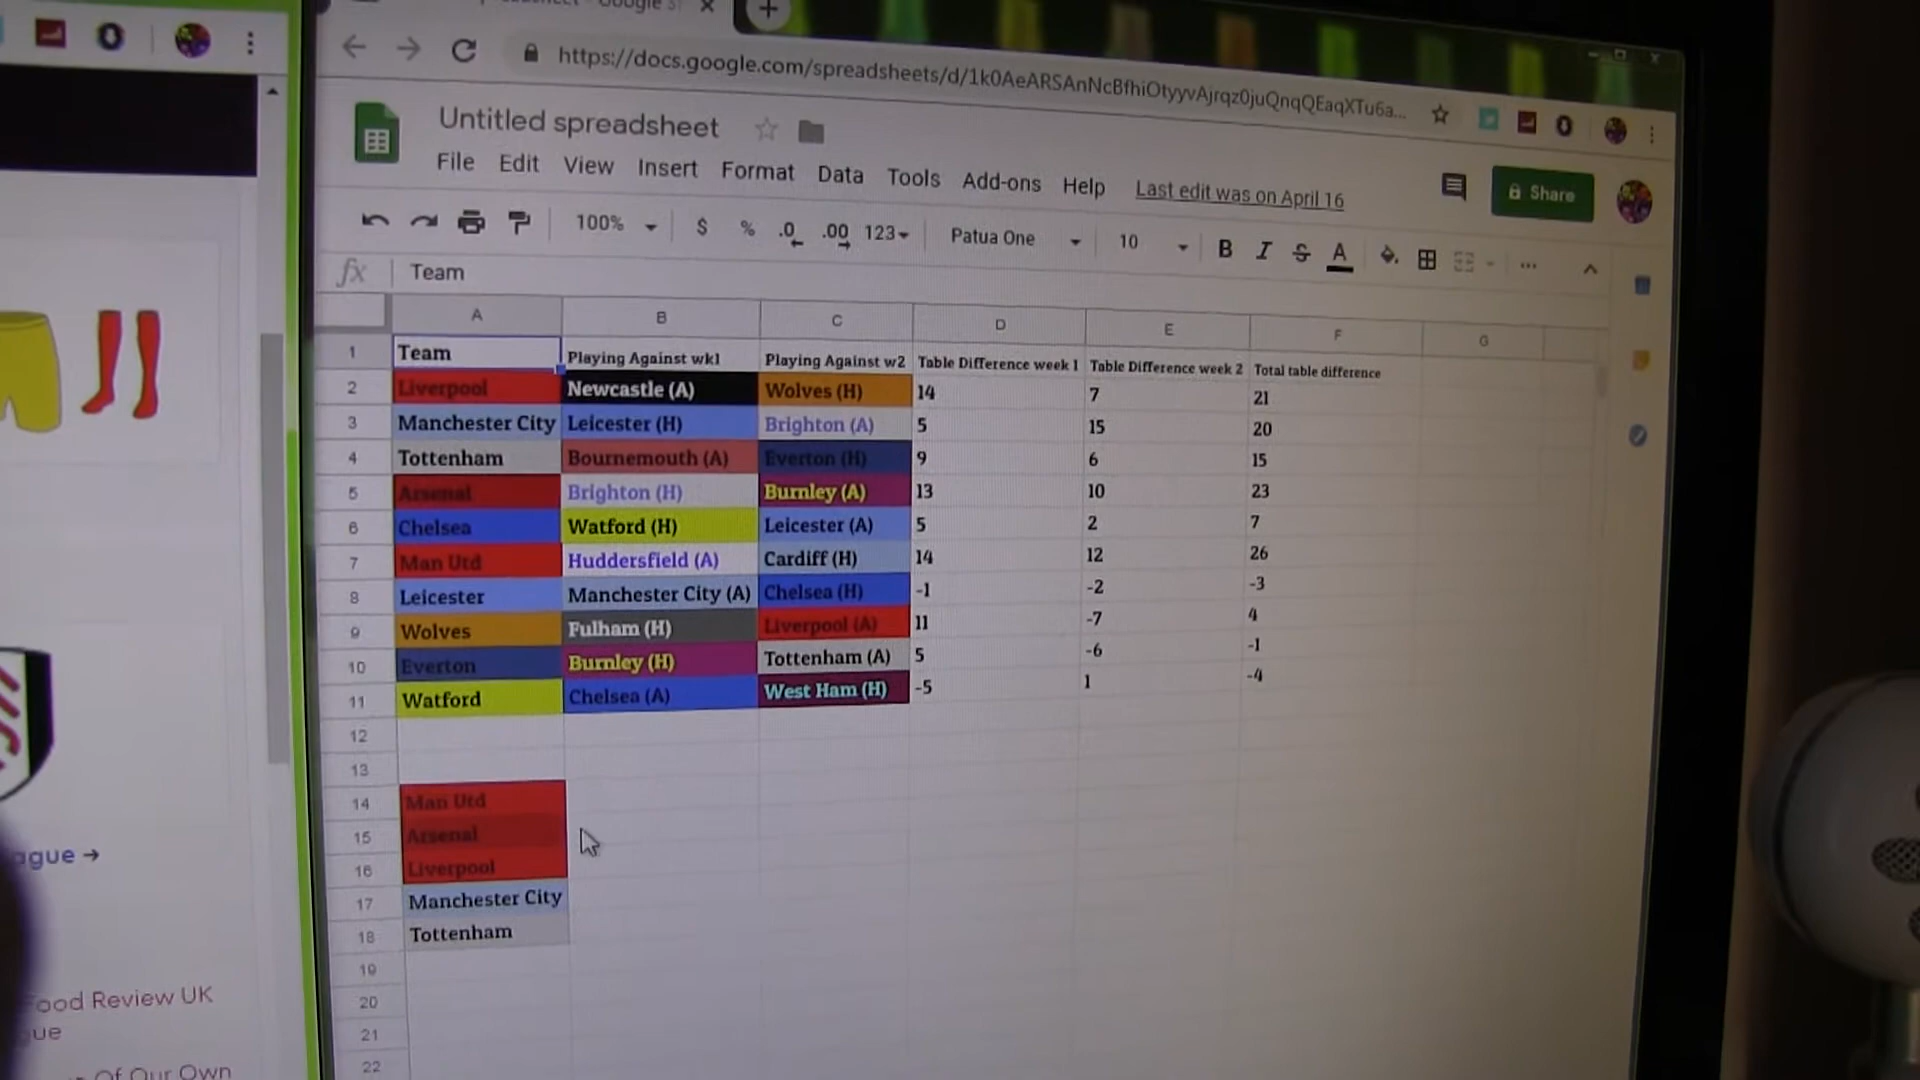 https://docs.google.com/spreadsheets/d/1k0AeARSAnNcBfhiOtyyvAjrqz0juQnqQEaqXTu6a...
Untitled spreadsheet
File Edit View Insert Format Data Tools Add-ons Help Last edit was on April 16
Share
100% $ % .0 .00 123 Patua One 10 B I S A ...
fx Team
A B C D E F G
1 Team Playing Against wk1 Playing Against w2 Table Difference week 1 Table Difference week 2 Total table difference
2 Liverpool Newcastle (A) Wolves (H) 14 7 21
3 Manchester City Leicester (H) Brighton (A) 5 15 20
4 Tottenham Bournemouth (A) Everton (H) 9 6 15
5 Arsenal Brighton (H) Burnley (A) 13 10 23
6 Chelsea Watford (H) Leicester (A) 5 2 7
7 Man Utd Huddersfield (A) Cardiff (H) 14 12 26
8 Leicester Manchester City (A) Chelsea (H) -1 -2 -3
9 Wolves Fulham (H) Liverpool (A) 11 -7 4
10 Everton Burnley (H) Tottenham (A) 5 -6 -1
11 Watford Chelsea (A) West Ham (H) -5 1 -4
12
13
14 Man Utd
15 Arsenal
16 Liverpool
17 Manchester City
18 Tottenham
19
20
21
22
ague →
Food Review UK
gue
Of Our Own